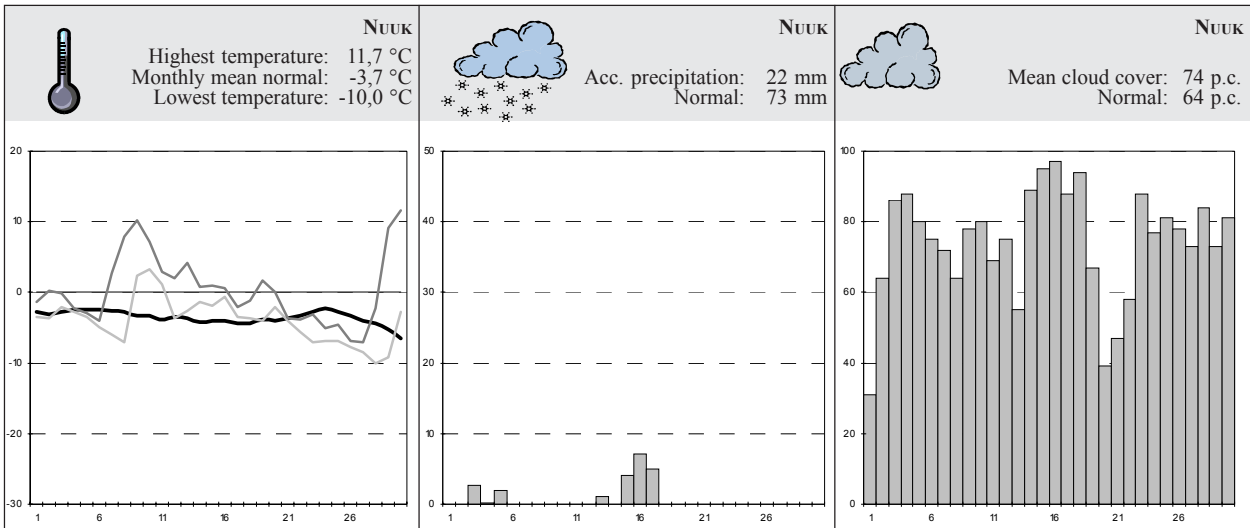 NUUK
Highest temperature: 11,7 °C
Monthly mean normal: -3,7 °C
Lowest temperature: -10,0 °C
20
10
0
-10
-20
-30
1 6 11 16 21 26
NUUK
Acc. precipitation: 22 mm
Normal: 73 mm
50
40
30
20
10
0
1 6 11 16 21 26
NUUK
Mean cloud cover: 74 p.c.
Normal: 64 p.c.
100
80
60
40
20
0
1 6 11 16 21 26